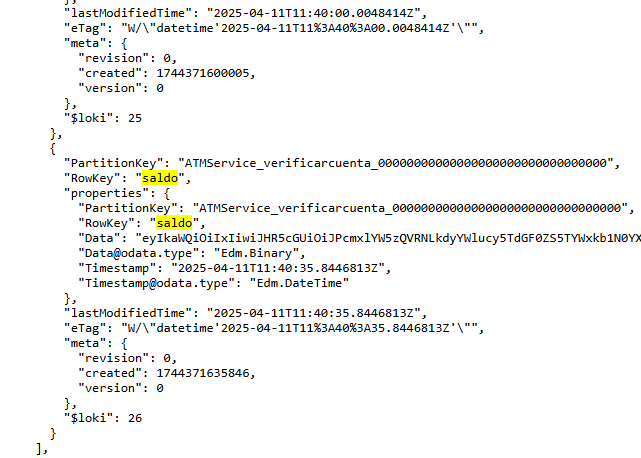 },
"lastModifiedTime": "2025-04-11T11:40:00.0048414Z",
"eTag": "W/\"datetime'2025-04-11T11%3A40%3A00.0048414Z'\"",
"meta": {
"revision": 0,
"created": 1744371600005,
"version": 0
},
"$loki": 25
},
{
"PartitionKey": "ATMService_verificarcuenta_00000000000000000000000000000000",
"RowKey": "saldo",
"properties": {
"PartitionKey": "ATMService_verificarcuenta_00000000000000000000000000000000",
"RowKey": "saldo",
"Data": "eyIkaWQiOiIxIiwiJHR5cGUiOiJPcmxlYW5zQVRNLkdyYWlucy5TdGF0ZS5TYWxkb1N0YX
"Data@odata.type": "Edm.Binary",
"Timestamp": "2025-04-11T11:40:35.8446813Z",
"Timestamp@odata.type": "Edm.DateTime"
},
"lastModifiedTime": "2025-04-11T11:40:35.8446813Z",
"eTag": "W/\"datetime'2025-04-11T11%3A40%3A35.8446813Z'\"",
"meta": {
"revision": 0,
"created": 1744371635846,
"version": 0
},
"$loki": 26
}
],